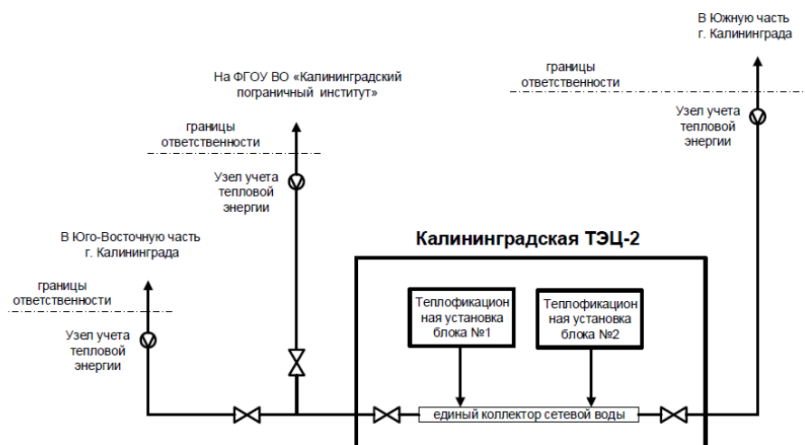 В Южную часть
г. Калининграда
границы
ответственности
Узел учета
тепловой
энергии
На ФГОУ ВО «Калининградский
пограничный институт»
границы
ответственности
Узел учета
тепловой
энергии
В Юго-Восточную часть
г. Калининграда
границы
ответственности
Узел учета
тепловой
энергии
Калининградская ТЭЦ-2
Теплофикацион
ная установка
блока №1
Теплофикацион
ная установка
блока №2
единый коллектор сетевой воды